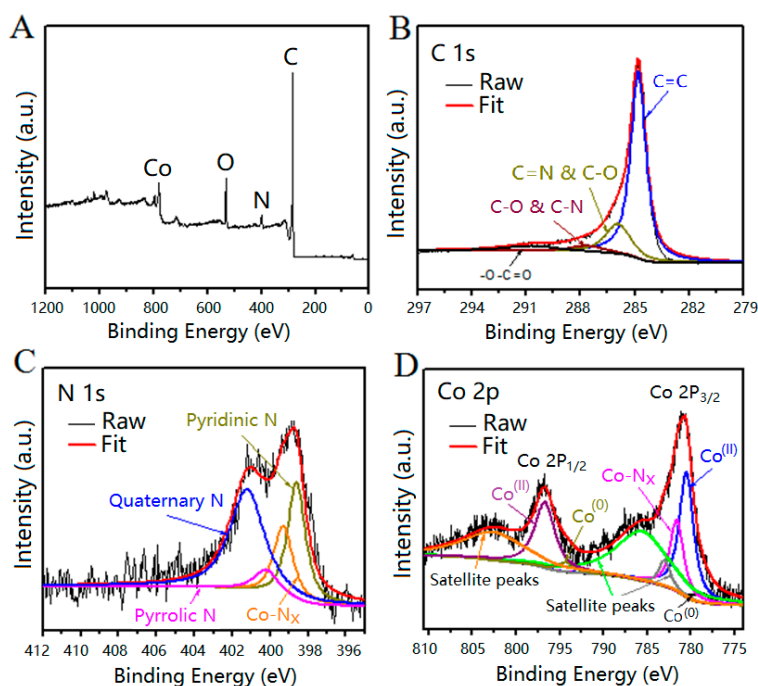 A
C
Co
O
N
Intensity (a.u.)
1200 1000 800 600 400 200 0
Binding Energy (eV)
B
C 1s
Raw
Fit
C=C
C=N & C-O
C-O & C-N
-O-C=O
Intensity (a.u.)
297 294 291 288 285 282 279
Binding Energy (eV)
C
N 1s
Raw
Fit
Pyridinic N
Quaternary N
Pyrrolic N
Co-NX
Intensity (a.u.)
412 410 408 406 404 402 400 398 396
Binding Energy (eV)
D
Co 2p
Raw
Fit
Co 2P3/2
Co 2P1/2
Co(II)
Co-NX
Co(II)
Co(0)
Satellite peaks
Satellite peaks
Co(0)
Intensity (a.u.)
810 805 800 795 790 785 780 775
Binding Energy (eV)